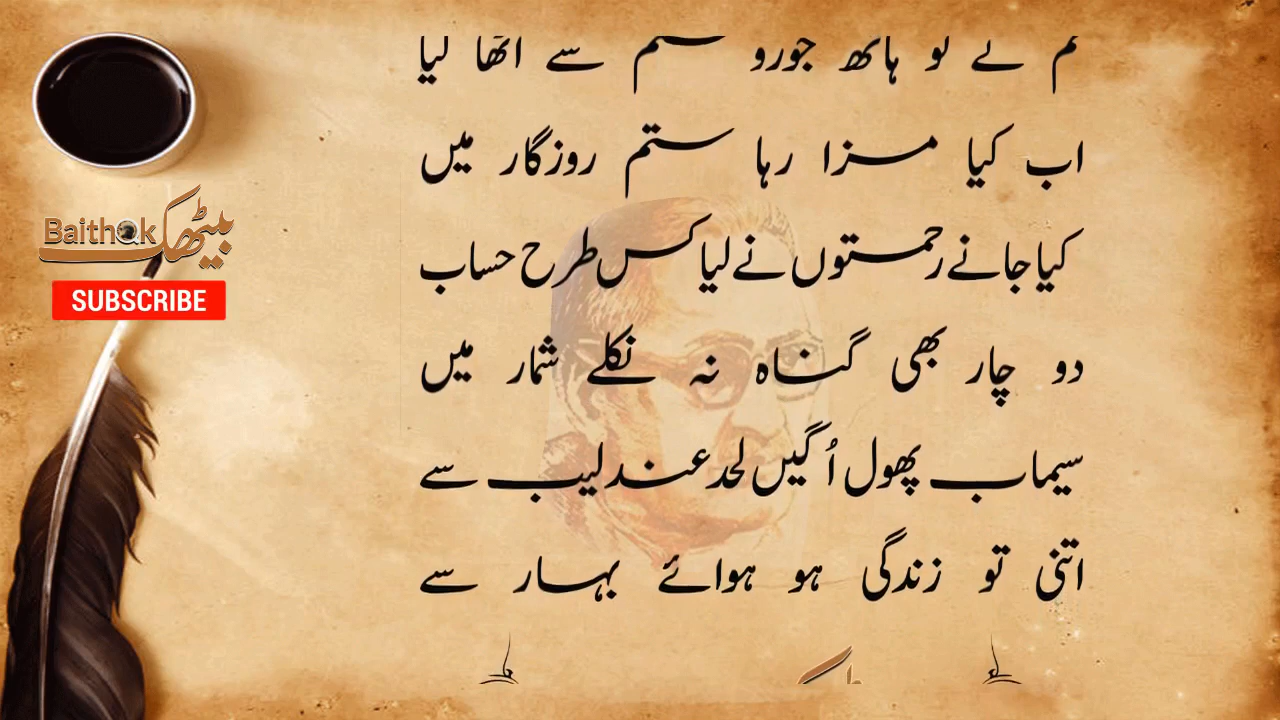 تم نے تو ہاتھ جورو ستم سے اٹھا لیا
اب کیا مزا رہا ستم روزگار میں
کیا جانے رحمتوں نے لیا کس طرح حساب
دو چار بھی گناہ نہ نکلے شمار میں
سیماب پھول اُگیں لحد عندلیب سے
اتنی تو زندگی ہو ہوائے بہار سے
Baithak بیٹھک
SUBSCRIBE